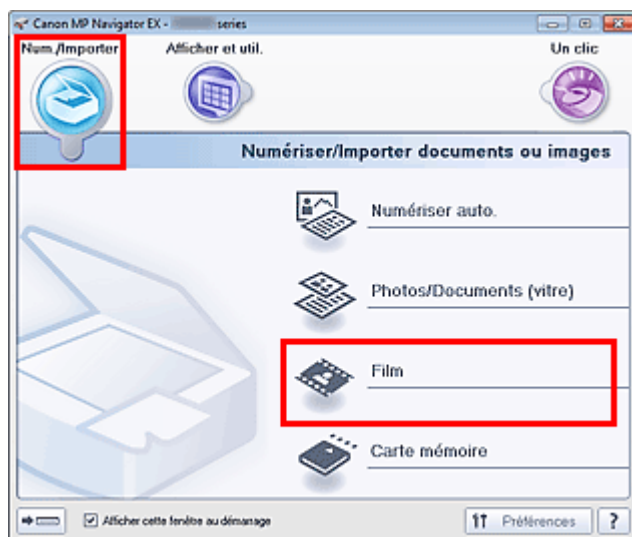 Canon MP Navigator EX - series
Num./Importer Afficher et util. Un clic
Numériser/Importer documents ou images
Numériser auto.
Photos/Documents (vitre)
Film
Carte mémoire
Afficher cette fenêtre au démarrage Préférences ?